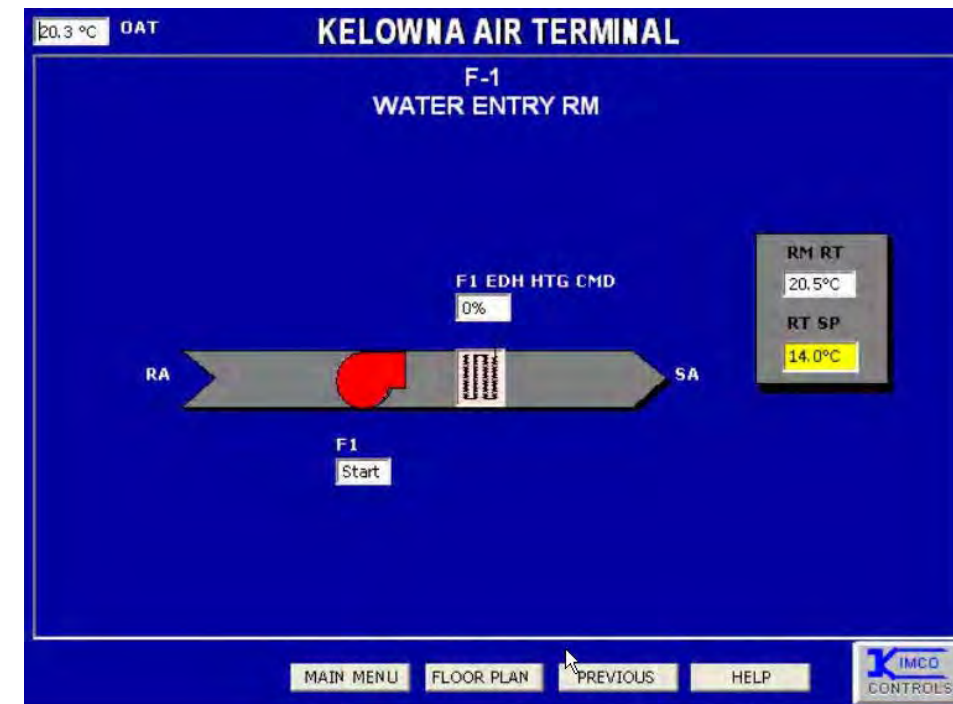 20.3 °C OAT KELOWNA AIR TERMINAL
F-1
WATER ENTRY RM
RM RT
20.5°C
RT SP
14.0°C
F1 EDH HTG CMD
0%
RA
SA
F1
Start
MAIN MENU FLOOR PLAN PREVIOUS HELP
KIMCO
CONTROLS